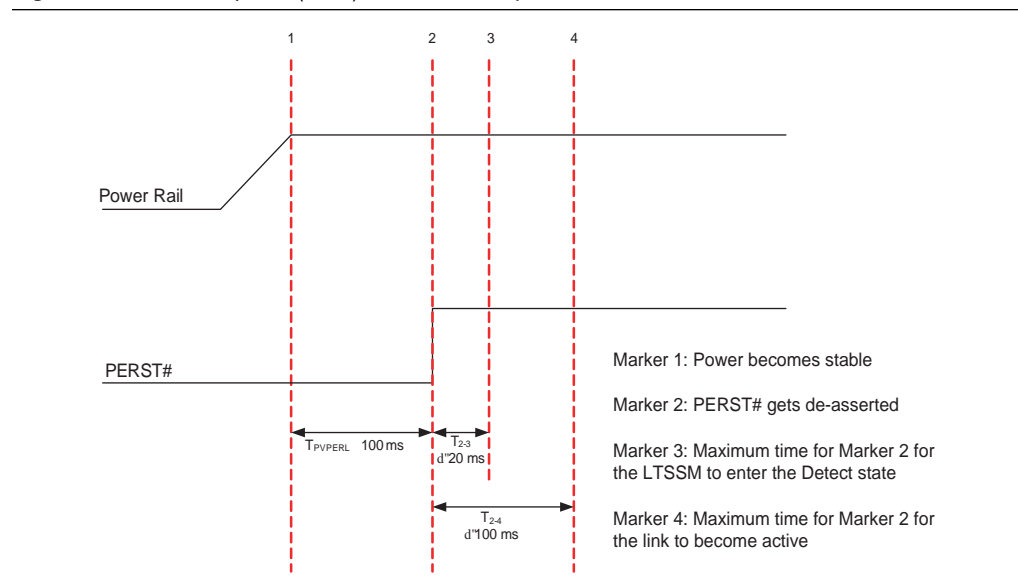 1 2 3 4
Power Rail
PERST#
TPVPERL 100 ms
T2-3
d"20 ms
T2-4
d"100 ms
Marker 1: Power becomes stable
Marker 2: PERST# gets de-asserted
Marker 3: Maximum time for Marker 2 for
the LTSSM to enter the Detect state
Marker 4: Maximum time for Marker 2 for
the link to become active